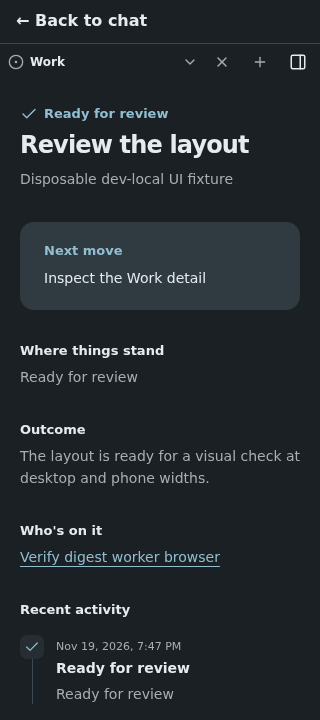 ← Back to chat
Work
Ready for review
Review the layout
Disposable dev-local UI fixture
Next move
Inspect the Work detail
Where things stand
Ready for review
Outcome
The layout is ready for a visual check at
desktop and phone widths.
Who's on it
Verify digest worker browser
Recent activity
Nov 19, 2026, 7:47 PM
Ready for review
Ready for review